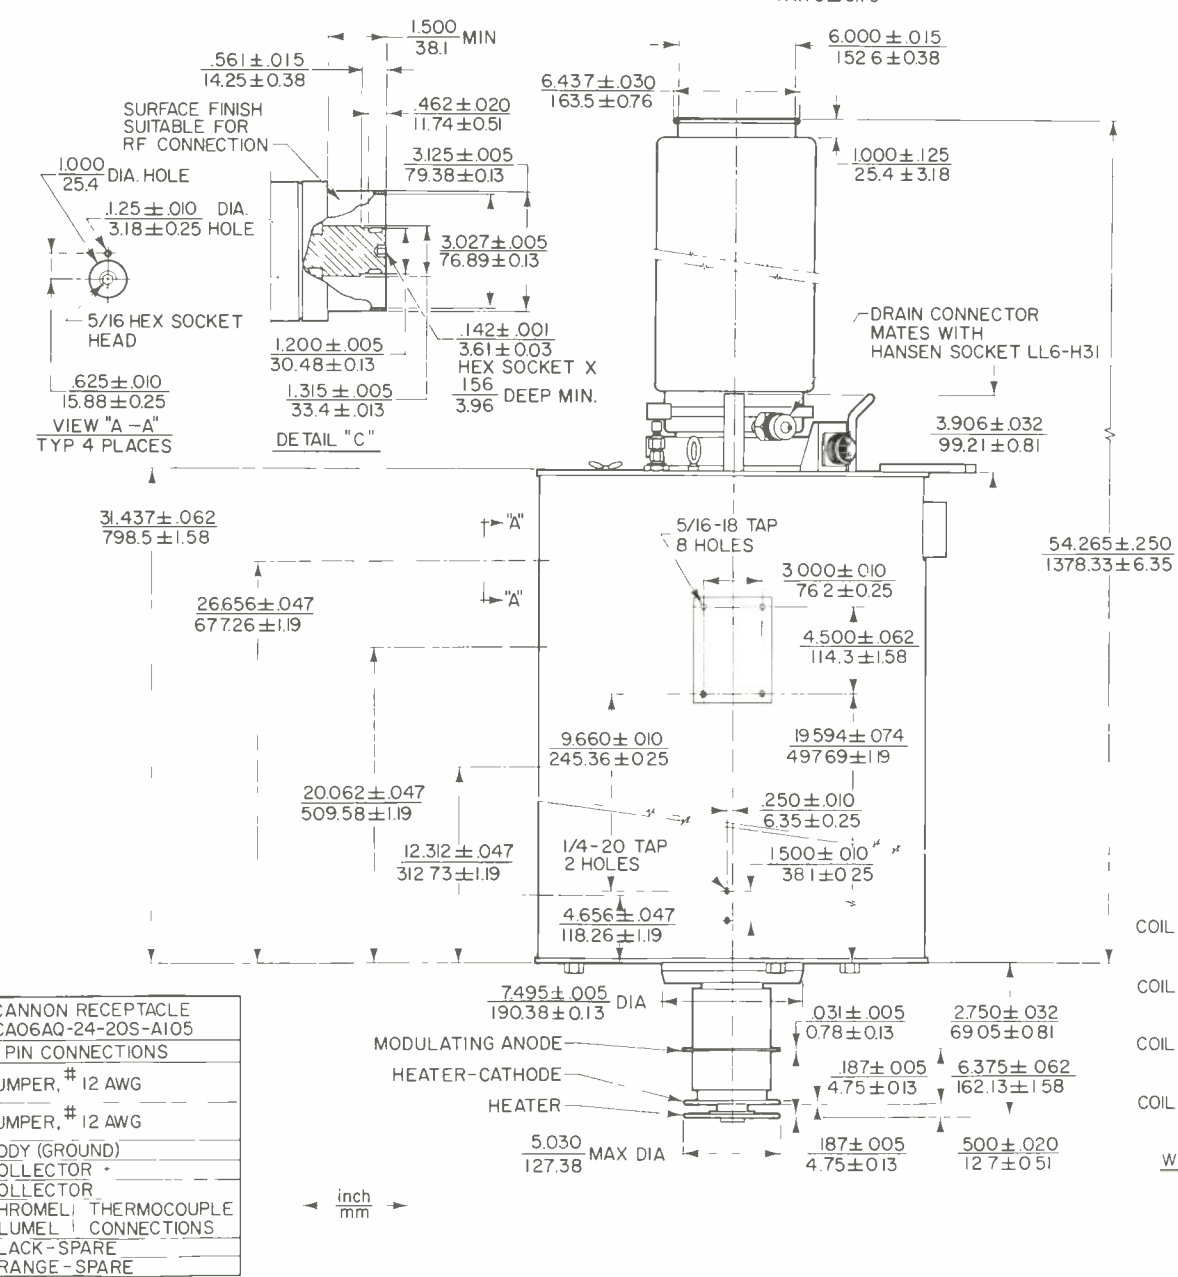 1.500
38.1
MIN
.561±.015
14.25±0.38
SURFACE FINISH
SUITABLE FOR
RF CONNECTION
.462±.020
11.74±0.51
1.000
25.4
DIA. HOLE
3.125±.005
79.38±0.13
.125±.010 DIA.
3.18±0.25 HOLE
3.027±.005
76.89±0.13
5/16 HEX SOCKET
HEAD
.142±.001
3.61±0.03
HEX SOCKET X
156
3.96
DEEP MIN.
1.200±.005
30.48±0.13
1.315±.005
33.4±.013
.625±.010
15.88±0.25
VIEW "A-A"
TYP 4 PLACES
DETAIL "C"
6.000±.015
152.6±0.38
6.437±.030
163.5±0.76
1.000±.125
25.4±3.18
DRAIN CONNECTOR
MATES WITH
HANSEN SOCKET LL6-H31
3.906±.032
99.21±0.81
31.437±.062
798.5±1.58
"A"
"A"
5/16-18 TAP
8 HOLES
54.265±.250
1378.33±6.35
3.000±.010
76.2±0.25
26.656±.047
677.26±1.19
4.500±.062
114.3±1.58
9.660±.010
245.36±0.25
19.594±.074
497.69±1.19
20.062±.047
509.58±1.19
.250±.010
6.35±0.25
12.312±.047
312.73±1.19
1/4-20 TAP
2 HOLES
1.500±.010
38.1±0.25
4.656±.047
118.26±1.19
COIL
COIL
COIL
COIL
W
7.495±.005
190.38±0.13
DIA
.031±.005
0.78±0.13
2.750±.032
69.05±0.81
MODULATING ANODE
HEATER-CATHODE
HEATER
.187±.005
4.75±0.13
6.375±.062
162.13±1.58
5.030
127.38
MAX DIA
.187±.005
4.75±0.13
.500±.020
12.7±0.51
inch
mm
CANNON RECEPTACLE
CA06AQ-24-20S-A105
PIN CONNECTIONS
UMPER, # 12 AWG
UMPER, # 12 AWG
ODY (GROUND)
OLLECTOR
OLLECTOR
HROMEL THERMOCOUPLE
LUMEL CONNECTIONS
LACK-SPARE
RANGE-SPARE